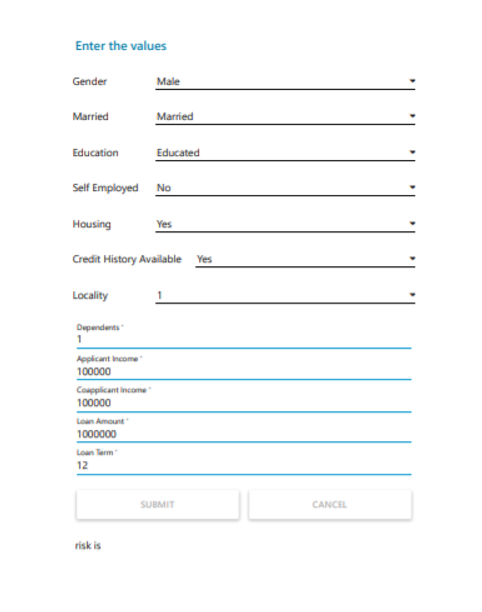 Enter the values
Gender Male
Married Married
Education Educated
Self Employed No
Housing Yes
Credit History Available Yes
Locality 1
Dependents *
1
Applicant Income *
100000
Coapplicant Income *
100000
Loan Amount *
1000000
Loan Term *
12
SUBMIT CANCEL
risk is